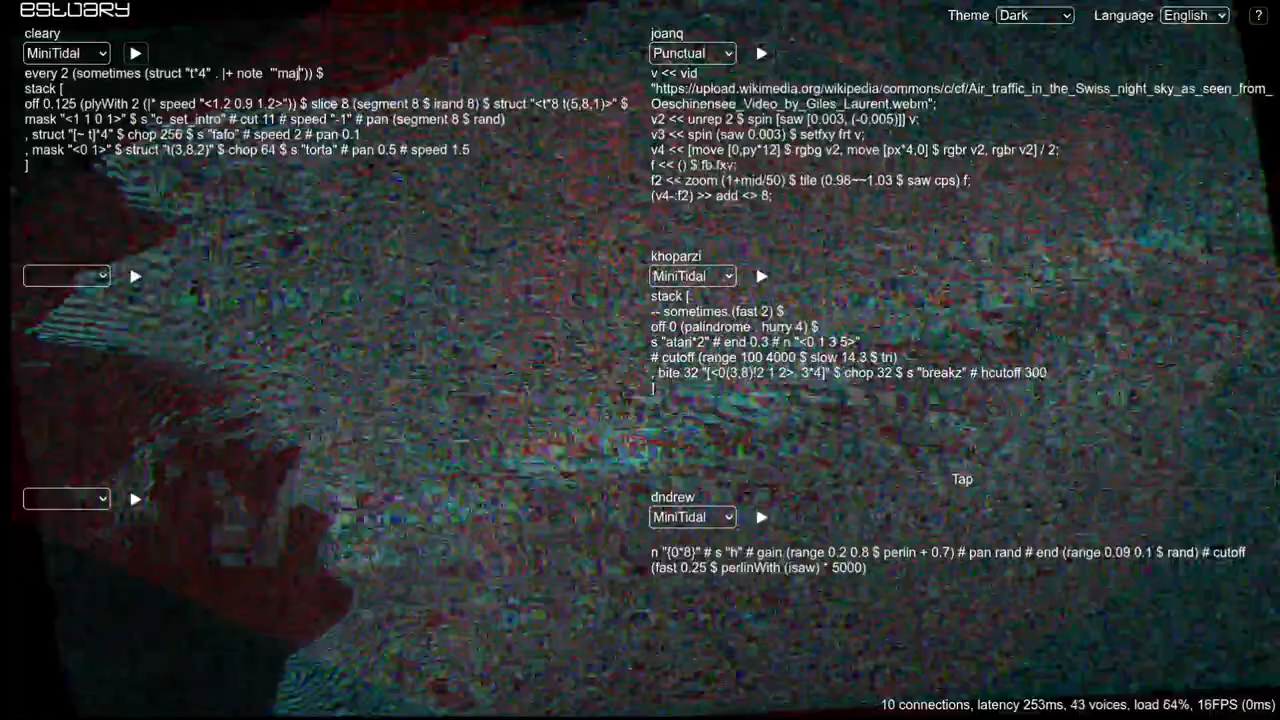 ESTUARY
Theme Dark Language English ?
cleary
MiniTidal
every 2 (sometimes (struct "t*4" . |+ note "'maj")) $
stack [
off 0.125 (plyWith 2 (|* speed "<1.2 0.9 1.2>")) $ slice 8 (segment 8 $ irand 8) $ struct "<t*8 t(5,8,1)>" $
mask "<1 1 0 1>" $ s "c_set_intro" # cut 11 # speed "-1" # pan (segment 8 $ rand)
, struct "[~ t]*4" $ chop 256 $ s "fafo" # speed 2 # pan 0.1
, mask "<0 1>" $ struct "t(3,8,2)" $ chop 64 $ s "torta" # pan 0.5 # speed 1.5
]
joanq
Punctual
v << vid
"https://upload.wikimedia.org/wikipedia/commons/c/cf/Air_traffic_in_the_Swiss_night_sky_as_seen_from_
Oeschinensee_Video_by_Giles_Laurent.webm";
v2 << unrep 2 $ spin [saw [0.003, (-0.005)]] v;
v3 << spin (saw 0.003) $ setfxy frt v;
v4 << [move [0,py*12] $ rgbg v2, move [px*4,0] $ rgbr v2, rgbr v2] / 2;
f << () $ fb fxy;
f2 << zoom (1+mid/50) $ tile (0.98~~1.03 $ saw cps) f;
(v4-:f2) >> add <> 8;
khoparzi
MiniTidal
stack [
-- sometimes (fast 2) $
off 0 (palindrome . hurry 4) $
s "atari*2" # end 0.3 # n "<0 1 3 5>"
# cutoff (range 100 4000 $ slow 14.3 $ tri)
, bite 32 "[<0(3,8)!2 1 2>, 3*4]" $ chop 32 $ s "breakz" # hcutoff 300
]
Tap
dndrew
MiniTidal
n "{0*8}" # s "h" # gain (range 0.2 0.8 $ perlin + 0.7) # pan rand # end (range 0.09 0.1 $ rand) # cutoff
(fast 0.25 $ perlinWith (isaw) * 5000)
10 connections, latency 253ms, 43 voices, load 64%, 16FPS (0ms)